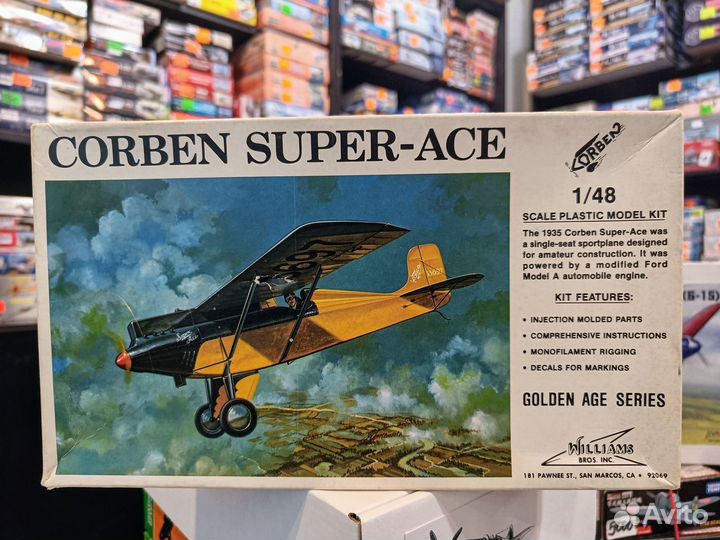 CORBEN SUPER-ACE
CORBEN
1/48
SCALE PLASTIC MODEL KIT
The 1935 Corben Super-Ace was
a single-seat sportplane designed
for amateur construction. It was
powered by a modified Ford
Model A automobile engine.
KIT FEATURES:
• INJECTION MOLDED PARTS
• COMPREHENSIVE INSTRUCTIONS
• MONOFILAMENT RIGGING
• DECALS FOR MARKINGS
GOLDEN AGE SERIES
WILLIAMS
BROS. INC.
181 PAWNEE ST., SAN MARCOS, CA • 92069
Avito